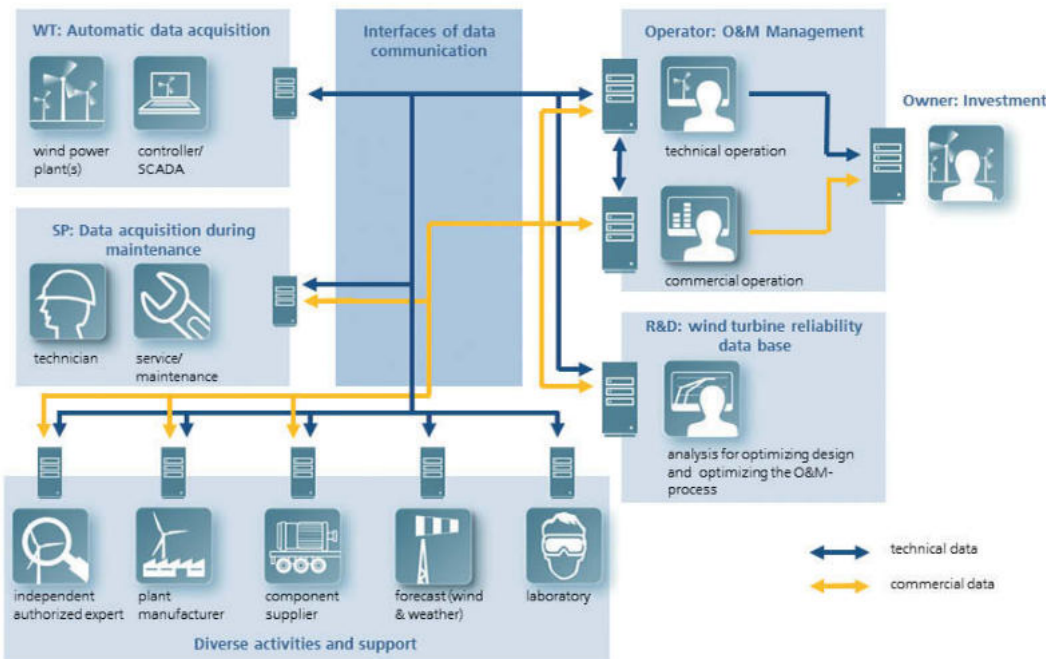 WT: Automatic data acquisition
wind power
plant(s)
controller/
SCADA
Interfaces of data
communication
Operator: O&M Management
technical operation
commercial operation
Owner: Investment
SP: Data acquisition during
maintenance
technician
service/
maintenance
R&D: wind turbine reliability
data base
analysis for optimizing design
and optimizing the O&M-
process
independent
authorized expert
plant
manufacturer
component
supplier
forecast (wind
& weather)
laboratory
Diverse activities and support
technical data
commercial data